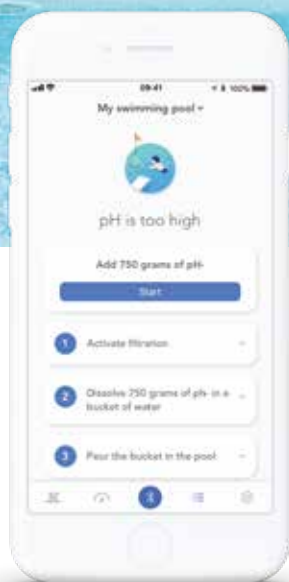 09:41
100%
My swimming pool
pH is too high
Add 750 grams of pH-
Start
1 Activate filtration
2 Dissolve 750 grams of ph- in a
bucket of water
3 Pour the bucket in the pool